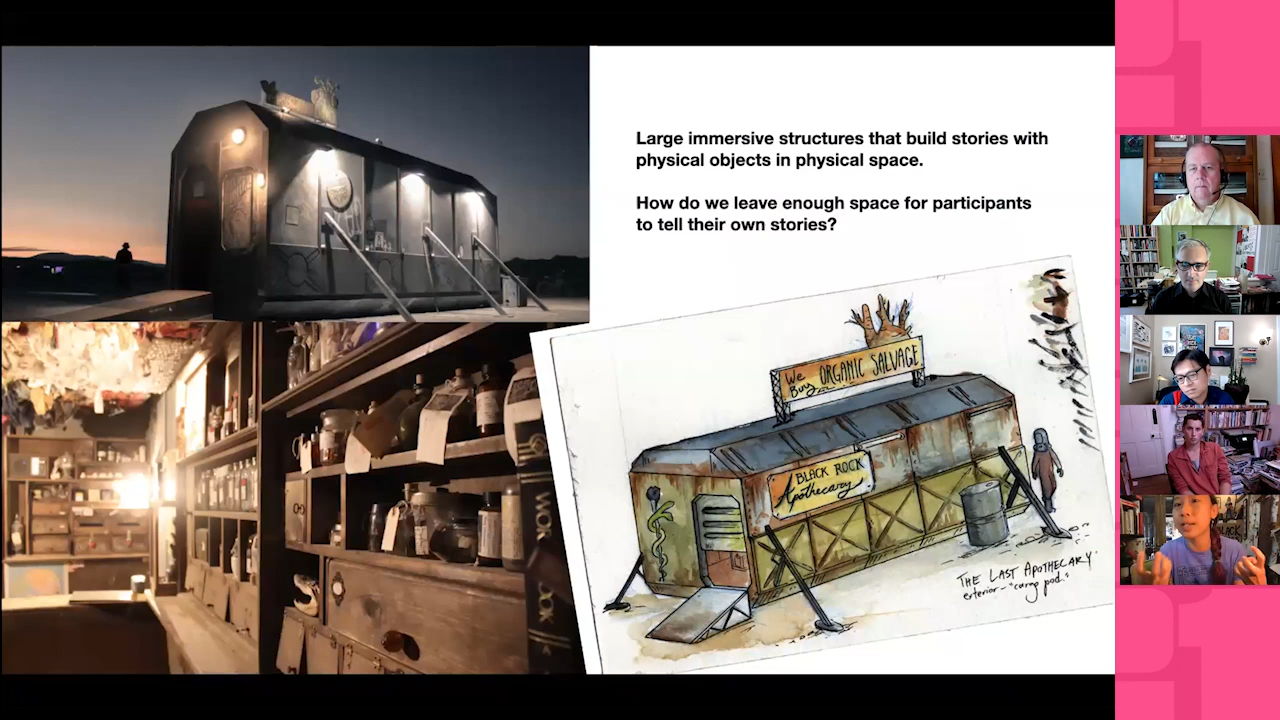 Large immersive structures that build stories with
physical objects in physical space.
How do we leave enough space for participants
to tell their own stories?
We
Buy ORGANIC SALVAGE
BLACK ROCK
Apothecary
THE LAST APOTHECARY
exterior - "cargo pod."